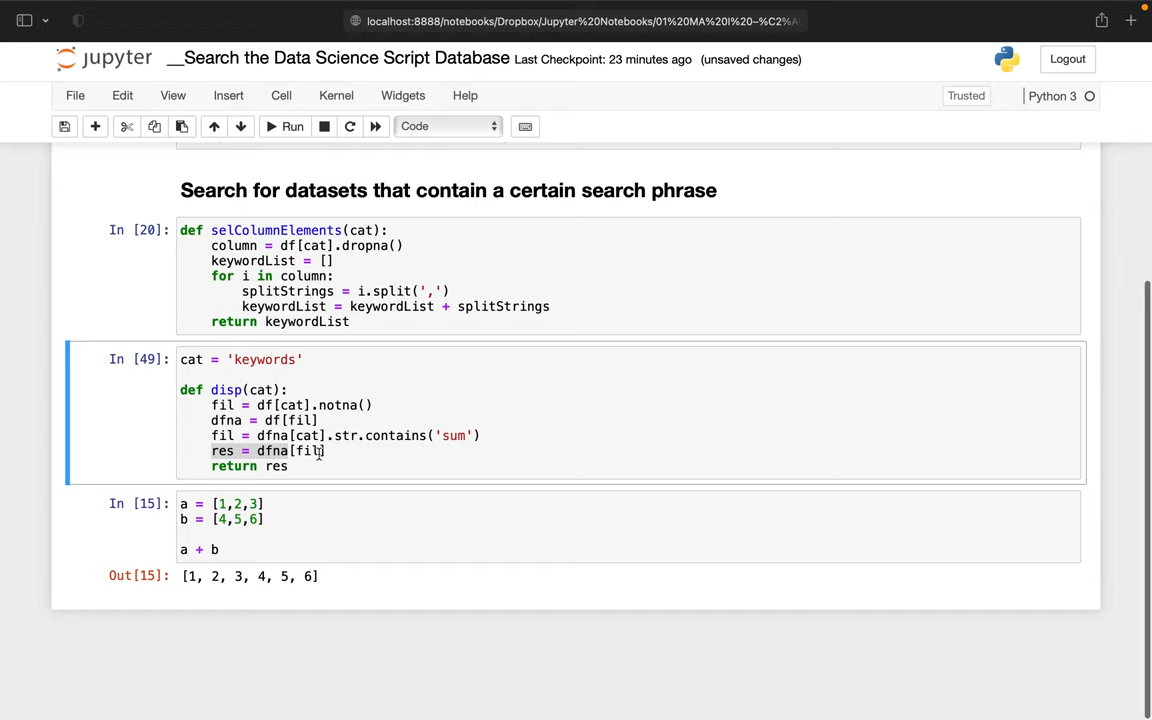 localhost:8888/notebooks/Dropbox/Jupyter%20Notebooks/01%20MA%20I%20–%C2%A
jupyter __Search the Data Science Script Database Last Checkpoint: 23 minutes ago (unsaved changes) Logout
File Edit View Insert Cell Kernel Widgets Help Trusted Python 3
Run Code
Search for datasets that contain a certain search phrase
In [20]: def selColumnElements(cat):
column = df[cat].dropna()
keywordList = []
for i in column:
splitStrings = i.split(',')
keywordList = keywordList + splitStrings
return keywordList
In [49]: cat = 'keywords'
def disp(cat):
fil = df[cat].notna()
dfna = df[fil]
fil = dfna[cat].str.contains('sum')
res = dfna[fil]
return res
In [15]: a = [1,2,3]
b = [4,5,6]
a + b
Out[15]: [1, 2, 3, 4, 5, 6]